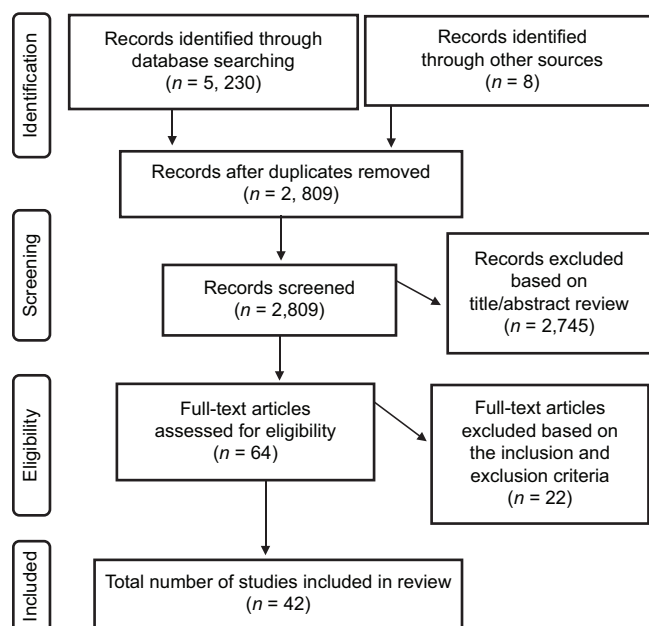 Identification
Records identified through
database searching
(n = 5, 230)
Records identified
through other sources
(n = 8)
Records after duplicates removed
(n = 2, 809)
Screening
Records screened
(n = 2,809)
Records excluded
based on
title/abstract review
(n = 2,745)
Eligibility
Full-text articles
assessed for eligibility
(n = 64)
Full-text articles
excluded based on
the inclusion and
exclusion criteria
(n = 22)
Included
Total number of studies included in review
(n = 42)